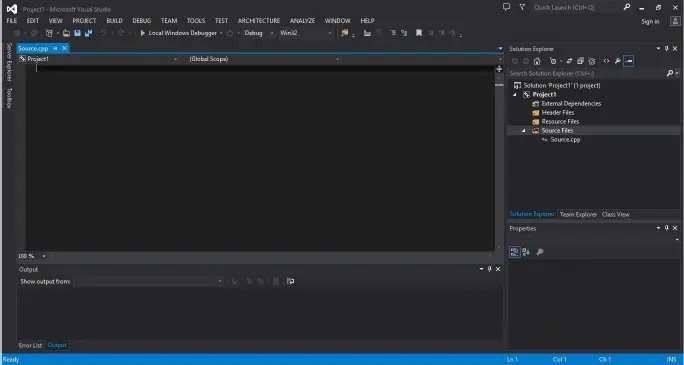 Project1 - Microsoft Visual Studio
Quick Launch (Ctrl+Q)
FILE EDIT VIEW PROJECT BUILD DEBUG TEAM TOOLS TEST ARCHITECTURE ANALYZE WINDOW HELP
Sign in
Local Windows Debugger Debug Win32
Server Explorer
Toolbox
Source.cpp
Project1 (Global Scope)
100 %
Output
Show output from:
Error List Output
Solution Explorer
Search Solution Explorer (Ctrl+;)
Solution 'Project1' (1 project)
Project1
External Dependencies
Header Files
Resource Files
Source Files
Source.cpp
Solution Explorer Team Explorer Class View
Properties
Ready Ln 1 Col 1 Ch 1 INS